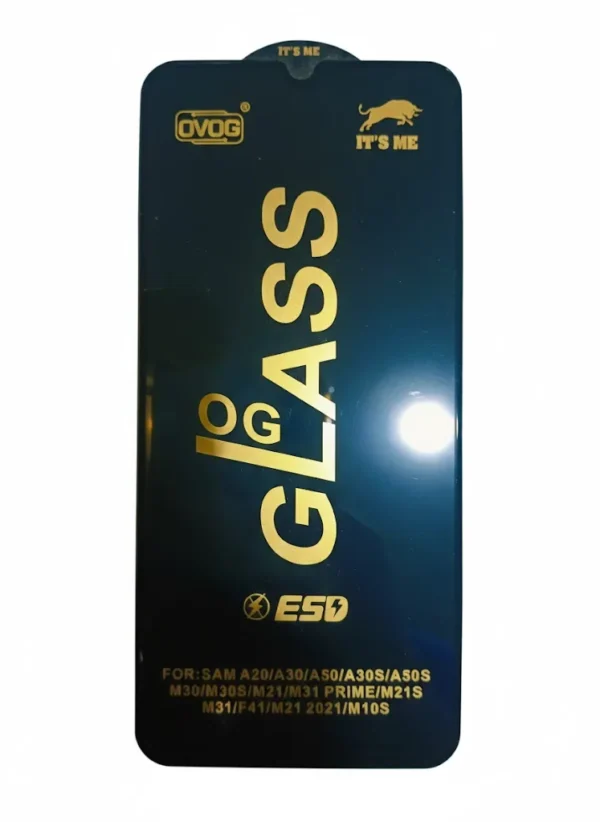 IT'S ME
OVOG®
IT'S ME
OG
GLASS
ESD
FOR:SAM A20/A30/A50/A30S/A50S
M30/M30S/M21/M31 PRIME/M21S
M31/F41/M21 2021/M10S